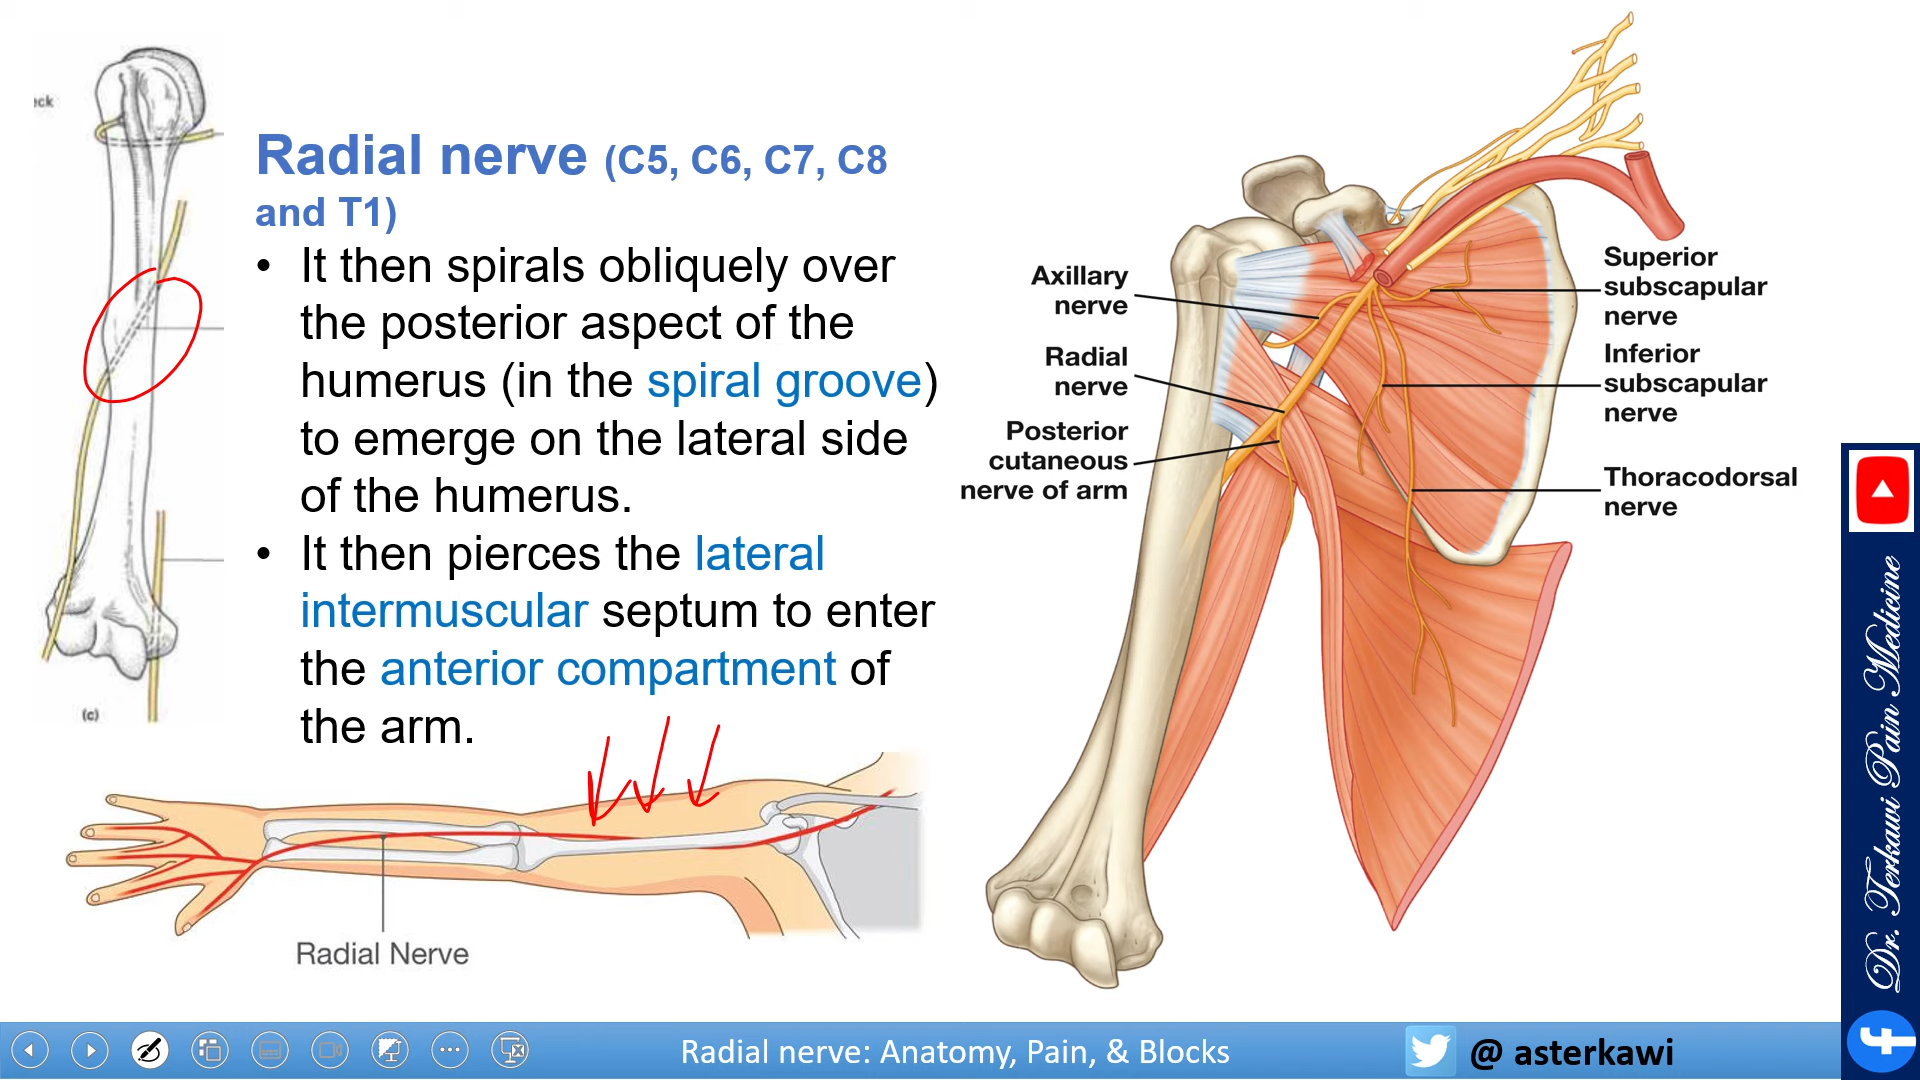 eck
Radial nerve (C5, C6, C7, C8
and T1)
• It then spirals obliquely over
the posterior aspect of the
humerus (in the spiral groove)
to emerge on the lateral side
of the humerus.
• It then pierces the lateral
intermuscular septum to enter
the anterior compartment of
the arm.
(c)
Radial Nerve
Axillary
nerve
Radial
nerve
Posterior
cutaneous
nerve of arm
Superior
subscapular
nerve
Inferior
subscapular
nerve
Thoracodorsal
nerve
Dr. Terkawi Pain Medicine
Radial nerve: Anatomy, Pain, & Blocks
@ asterkawi